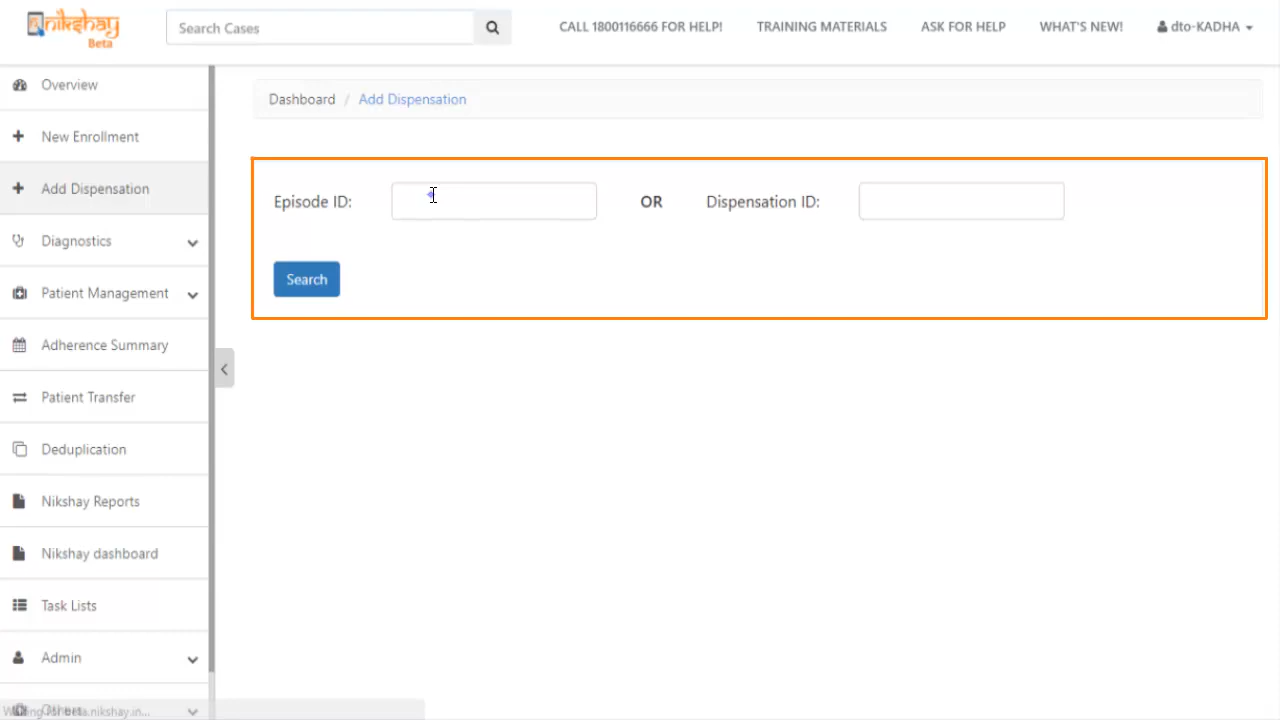 nikshay
Beta
Search Cases
CALL 1800116666 FOR HELP!
TRAINING MATERIALS
ASK FOR HELP
WHAT'S NEW!
dto-KADHA
Overview
New Enrollment
Add Dispensation
Diagnostics
Patient Management
Adherence Summary
Patient Transfer
Deduplication
Nikshay Reports
Nikshay dashboard
Task Lists
Admin
Dashboard / Add Dispensation
Episode ID:
OR
Dispensation ID:
Search